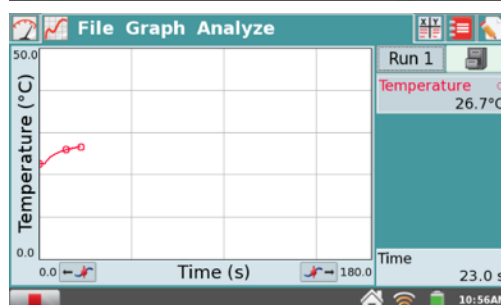 File Graph Analyze
X Y
50.0
Temperature (°C)
0.0
0.0
Time (s)
180.0
Run 1
Temperature
26.7°C
Time
23.0 s
10:56AM